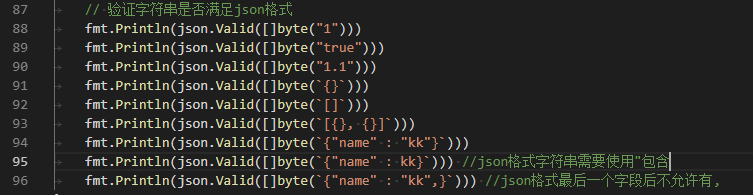 87 // 验证字符串是否满足json格式
88 fmt.Println(json.Valid([]byte("1")))
89 fmt.Println(json.Valid([]byte("true")))
90 fmt.Println(json.Valid([]byte("1.1")))
91 fmt.Println(json.Valid([]byte(`{}`)))
92 fmt.Println(json.Valid([]byte(`[]`)))
93 fmt.Println(json.Valid([]byte(`[{}, {}]`)))
94 fmt.Println(json.Valid([]byte(`{"name" : "kk"}`)))
95 fmt.Println(json.Valid([]byte(`{"name" : kk}`))) //json格式字符串需要使用"包含
96 fmt.Println(json.Valid([]byte(`{"name" : "kk",}`))) //json格式最后一个字段后不允许有,